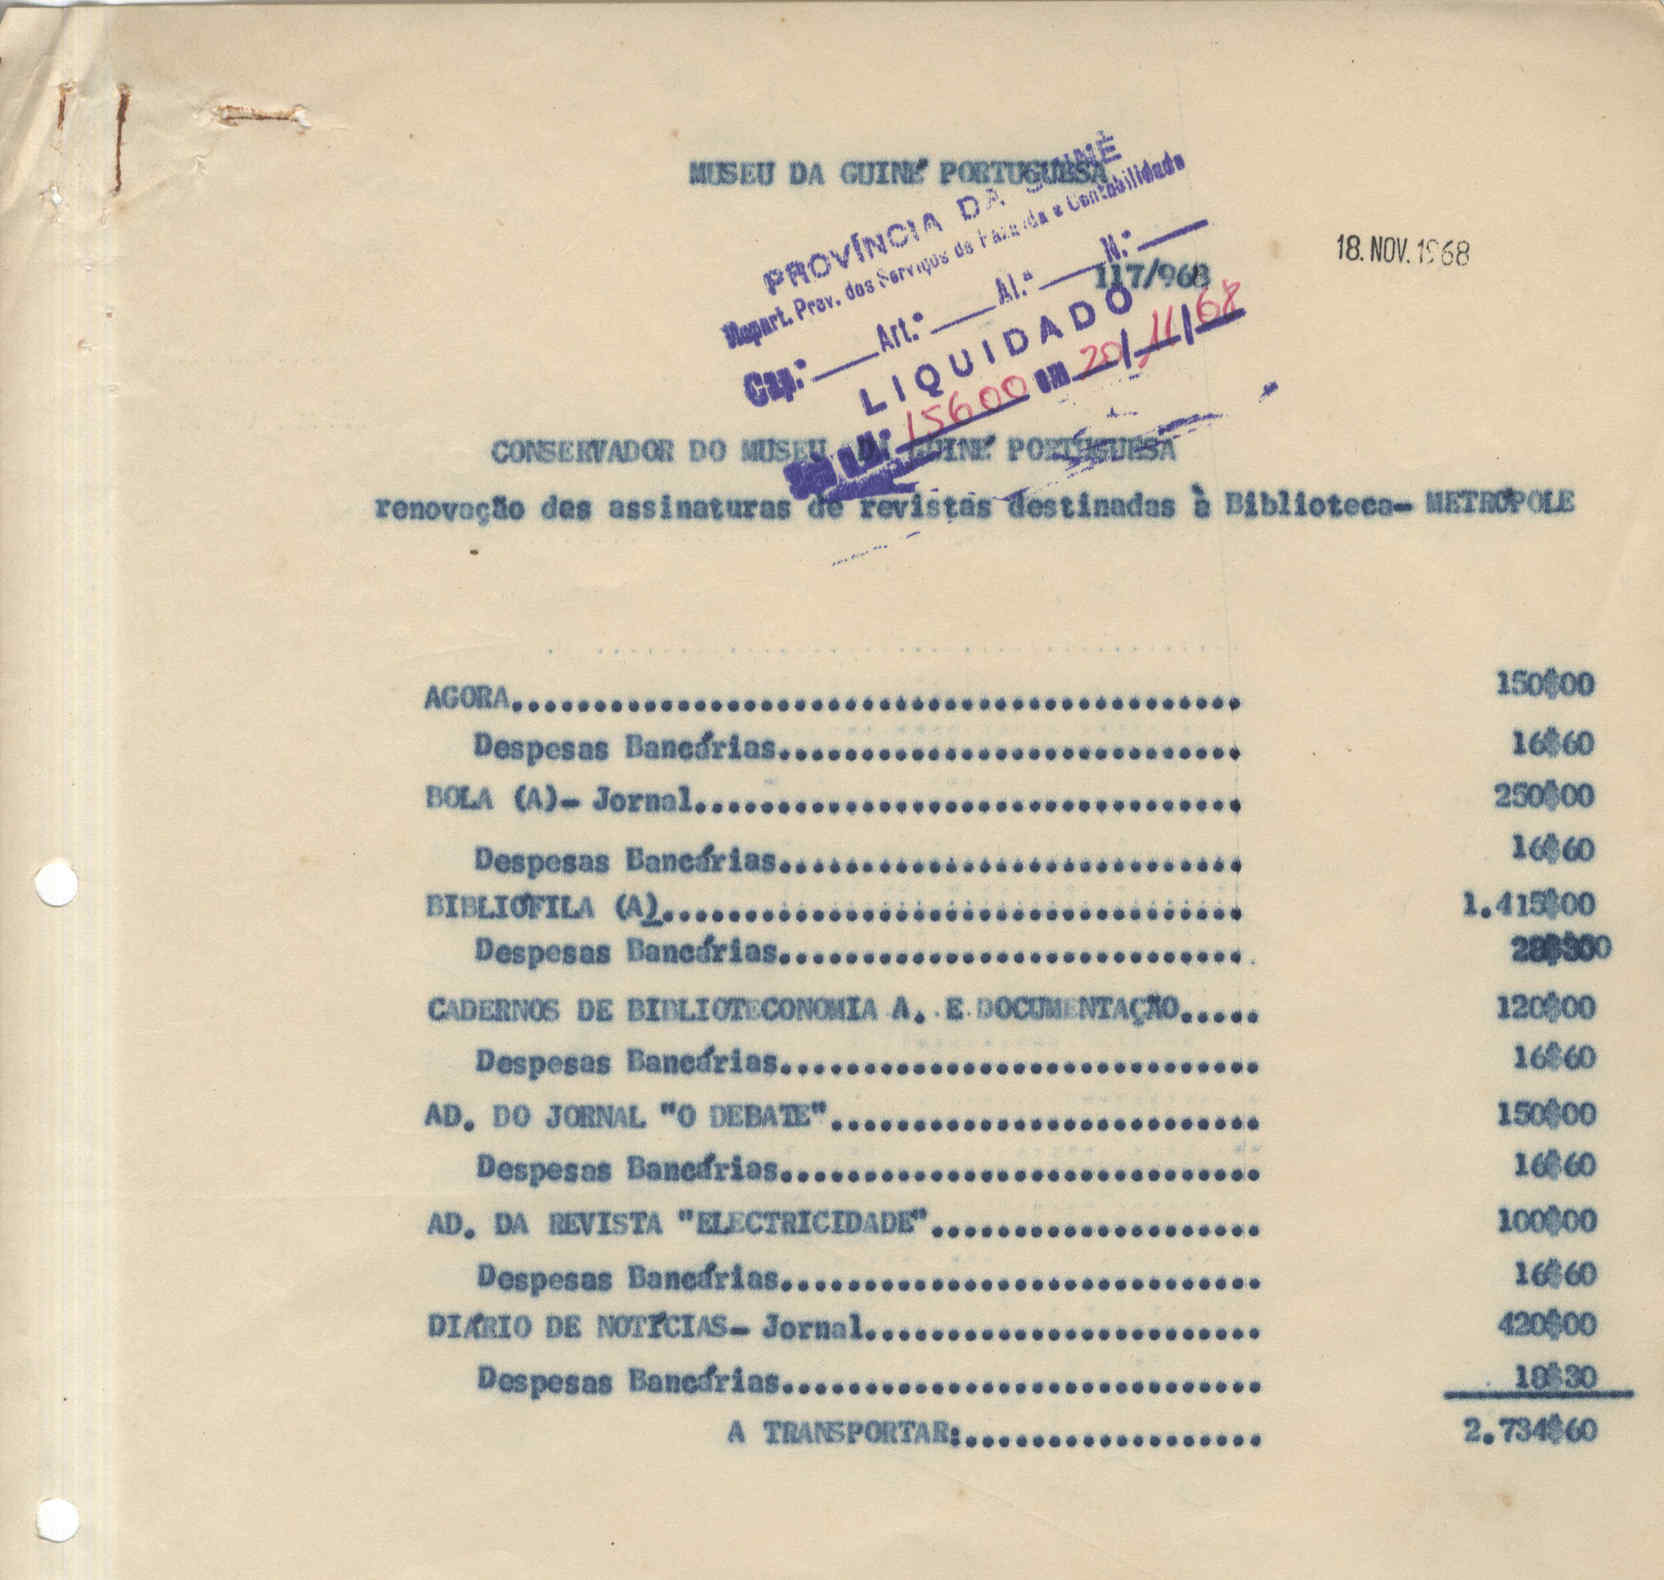 MUSEU DA GUINÉ PORTUGUESA
PROVÍNCIA DA GUINÉ
Repart. Prov. dos Serviços de Fazenda e Contabilidade
18. NOV. 1968
117/968
Cap.º ____ Art.º ____ Al.ª ____ N.º ____
LIQUIDADO
N.º 15600 em 20/11/68
CONSERVADOR DO MUSEU DA GUINÉ PORTUGUESA
renovação das assinaturas de revistas destinadas à Biblioteca- METRÓPOLE
AGORA............................................ 150$00
Despesas Bancárias............................ 16$60
BOLA (A)- Jornal................................. 250$00
Despesas Bancárias............................ 16$60
BIBLIÓFILA (A)................................... 1.415$00
Despesas Bancárias............................ 28$30
CADERNOS DE BIBLIOTECONOMIA A. E DOCUMENTAÇÃO..... 120$00
Despesas Bancárias............................. 16$60
AD. DO JORNAL "O DEBATE".......................... 150$00
Despesas Bancárias............................. 16$60
AD. DA REVISTA "ELECTRICIDADE".................... 100$00
Despesas Bancárias............................. 16$60
DIÁRIO DE NOTÍCIAS- Jornal........................ 420$00
Despesas Bancárias............................. 18$30
A TRANSPORTAR:.................. 2.734$60